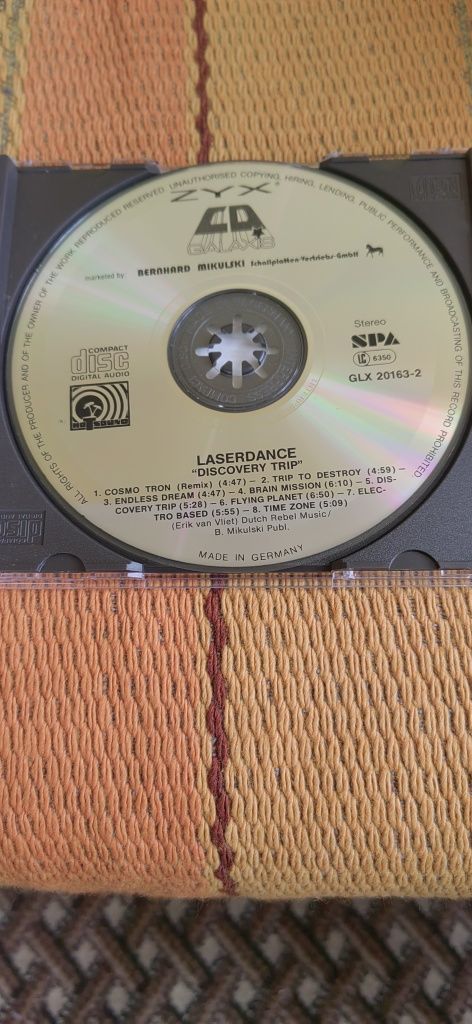 ALL RIGHTS OF THE PRODUCER AND OF THE OWNER OF THE WORK REPRODUCED RESERVED. UNAUTHORISED COPYING, HIRING, LENDING, PUBLIC PERFORMANCE AND BROADCASTING OF THIS RECORD PROHIBITED
ZYX®
CD
GALAXIS
marketed by: BERNHARD MIKULSKI Schallplatten-Vertriebs-GmbH
Stereo
SPA
LC 6350
GLX 20163-2
COMPACT
disc
DIGITAL AUDIO
LASERDANCE
"DISCOVERY TRIP"
1. COSMO TRON (Remix) (4:47) – 2. TRIP TO DESTROY (4:59) –
3. ENDLESS DREAM (4:47) – 4. BRAIN MISSION (6:10) – 5. DIS-
COVERY TRIP (5:28) – 6. FLYING PLANET (6:50) – 7. ELEC-
TRO BASED (5:55) – 8. TIME ZONE (5:09)
(Erik van Vliet) Dutch Rebel Music/
B. Mikulski Publ.
MADE IN GERMANY